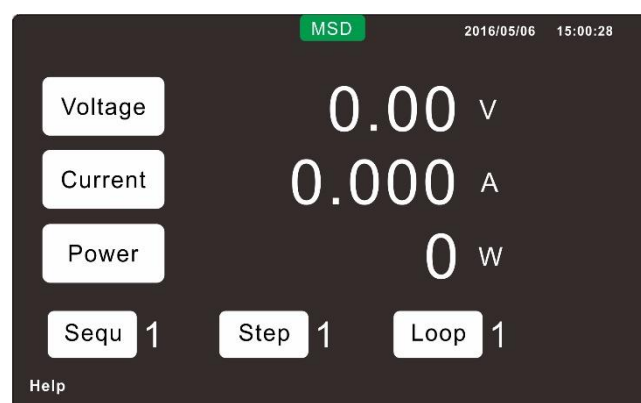 MSD 2016/05/06 15:00:28
Voltage 0.00 V
Current 0.000 A
Power 0 W
Sequ 1 Step 1 Loop 1
Help